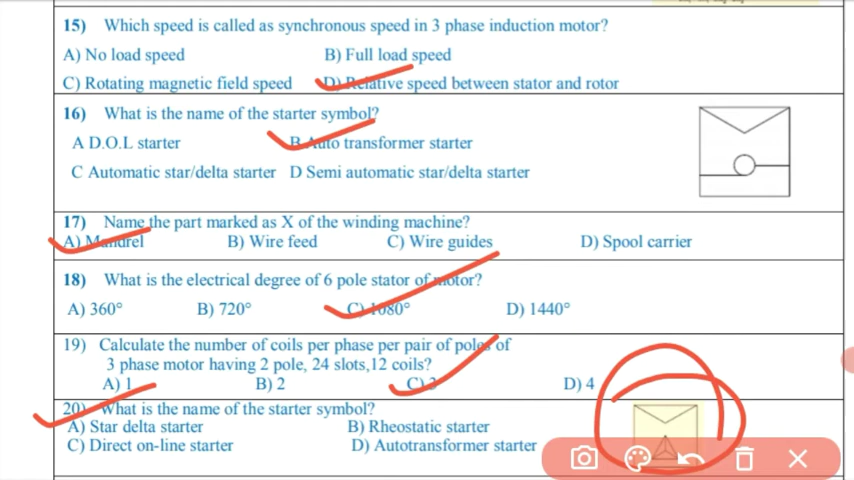 15) Which speed is called as synchronous speed in 3 phase induction motor?
A) No load speed B) Full load speed
C) Rotating magnetic field speed D) Relative speed between stator and rotor
16) What is the name of the starter symbol?
A D.O.L starter B Auto transformer starter
C Automatic star/delta starter D Semi automatic star/delta starter
17) Name the part marked as X of the winding machine?
A) Mandrel B) Wire feed C) Wire guides D) Spool carrier
18) What is the electrical degree of 6 pole stator of motor?
A) 360° B) 720° C) 1080° D) 1440°
19) Calculate the number of coils per phase per pair of poles of
3 phase motor having 2 pole, 24 slots,12 coils?
A) 1 B) 2 C) D) 4
20) What is the name of the starter symbol?
A) Star delta starter B) Rheostatic starter
C) Direct on-line starter D) Autotransformer starter